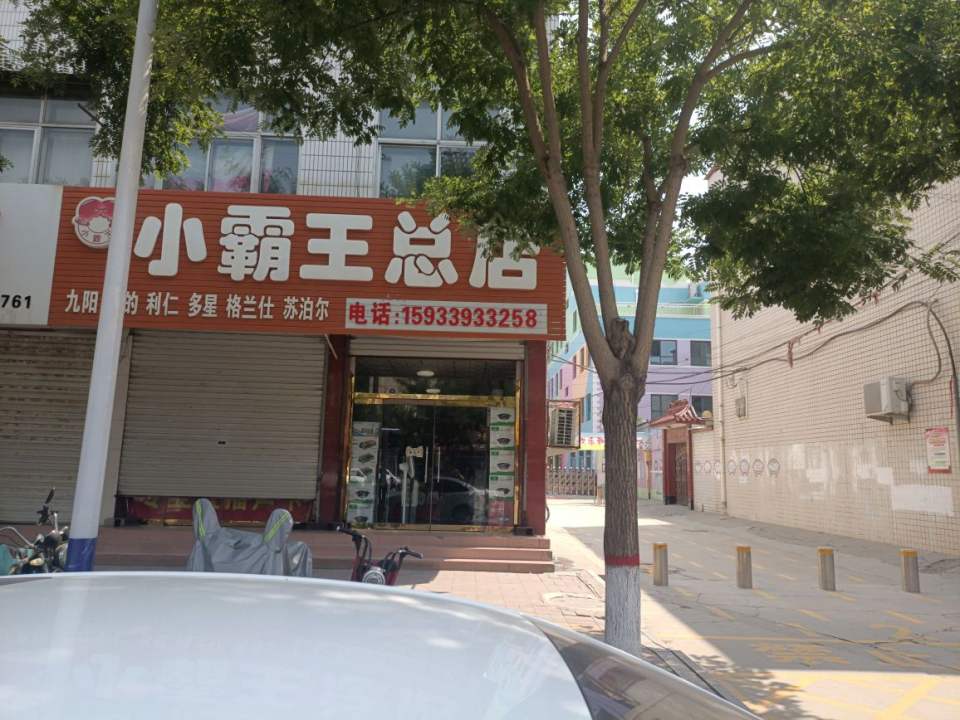 小霸王总店
761
九阳 的 利仁 多星 格兰仕 苏泊尔
电话:15933933258